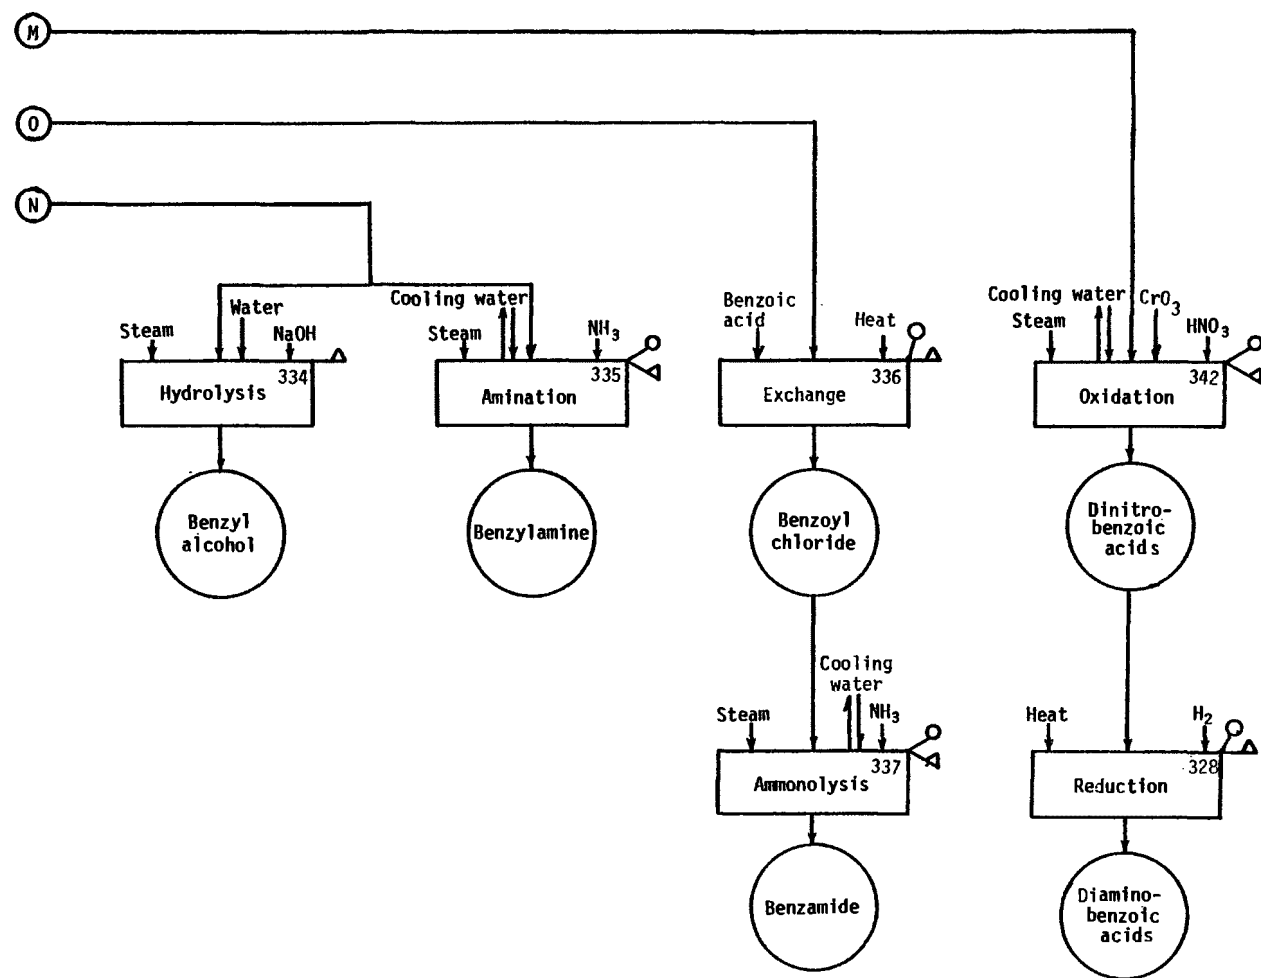 M
O
N
Steam
Water
NaOH
334
Hydrolysis
Benzyl
alcohol
Cooling water
Steam
NH₃
335
Amination
Benzylamine
Benzoic
acid
Heat
336
Exchange
Benzoyl
chloride
Steam
Cooling
water
NH₃
337
Ammonolysis
Benzamide
Cooling water
Steam
CrO₃
HNO₃
342
Oxidation
Dinitro-
benzoic
acids
Heat
H₂
328
Reduction
Diamino-
benzoic
acids